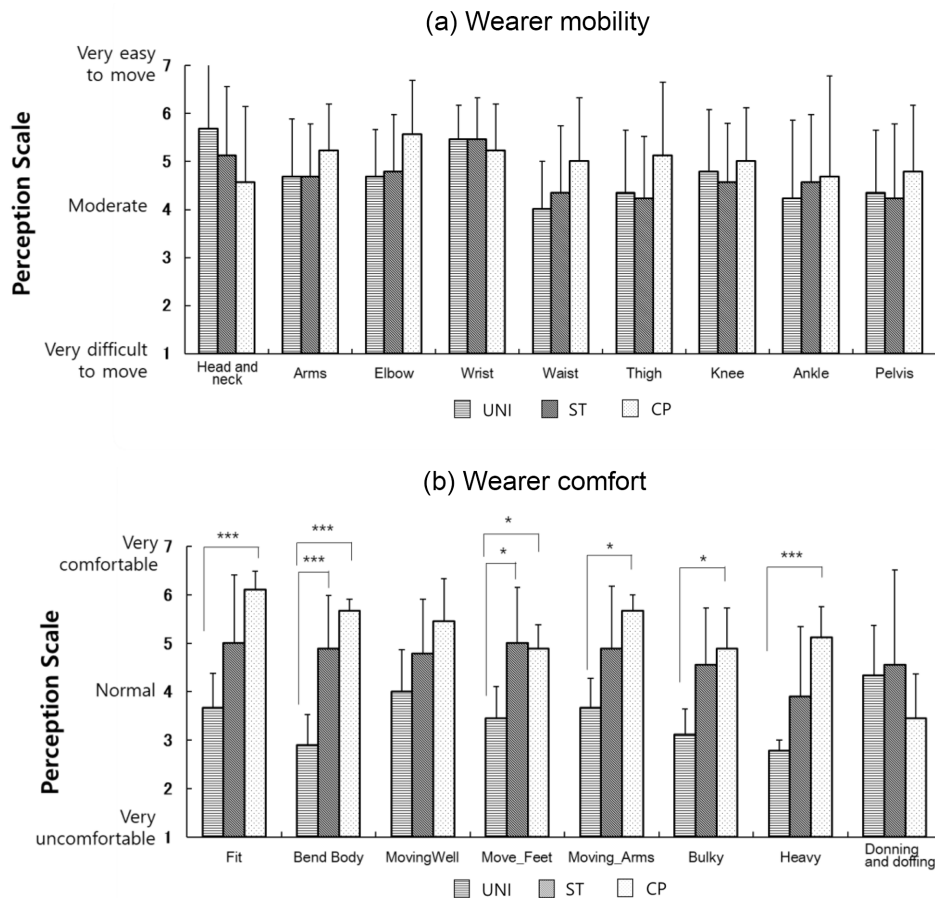 (a) Wearer mobility
Very easy
to move
7
6
5
Moderate
4
3
2
Very difficult
to move
1
Perception Scale
Head and
neck
Arms
Elbow
Wrist
Waist
Thigh
Knee
Ankle
Pelvis
UNI ST CP
(b) Wearer comfort
Very
comfortable
7
6
5
Normal
4
3
2
Very
uncomfortable
1
Perception Scale
***
***
***
*
*
*
*
***
Fit
Bend Body
MovingWell
Move_Feet
Moving_Arms
Bulky
Heavy
Donning
and doffing
UNI ST CP